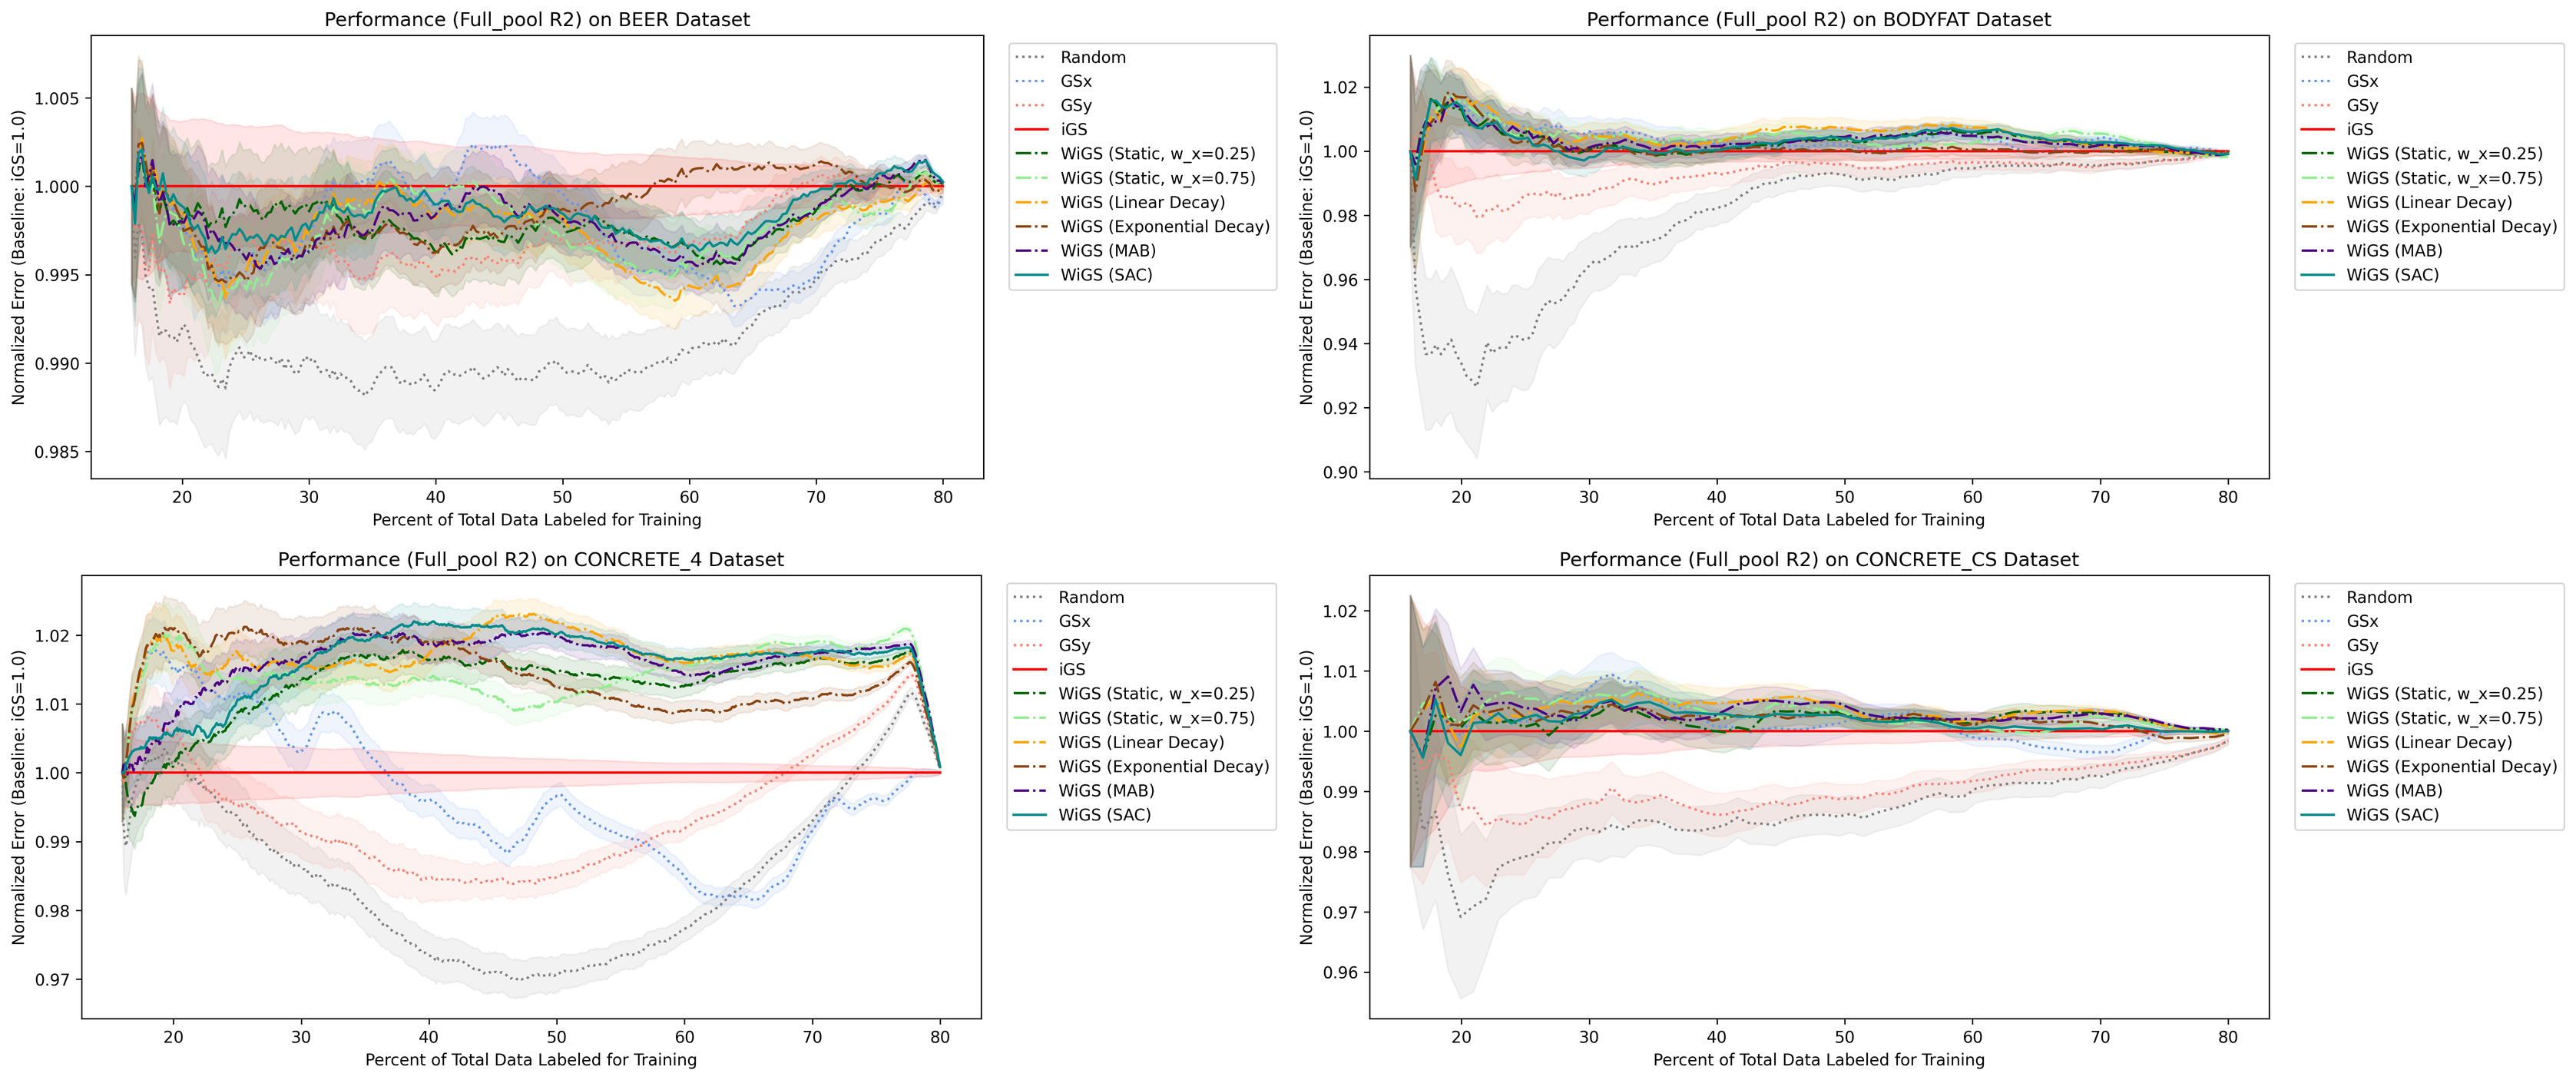 Performance (Full_pool R2) on BEER Dataset
Normalized Error (Baseline: iGS=1.0)
1.005
1.000
0.995
0.990
0.985
20 30 40 50 60 70 80
Percent of Total Data Labeled for Training
Random
GSx
GSy
iGS
WiGS (Static, w_x=0.25)
WiGS (Static, w_x=0.75)
WiGS (Linear Decay)
WiGS (Exponential Decay)
WiGS (MAB)
WiGS (SAC)
Performance (Full_pool R2) on BODYFAT Dataset
Normalized Error (Baseline: iGS=1.0)
1.02
1.00
0.98
0.96
0.94
0.92
0.90
20 30 40 50 60 70 80
Percent of Total Data Labeled for Training
Random
GSx
GSy
iGS
WiGS (Static, w_x=0.25)
WiGS (Static, w_x=0.75)
WiGS (Linear Decay)
WiGS (Exponential Decay)
WiGS (MAB)
WiGS (SAC)
Performance (Full_pool R2) on CONCRETE_4 Dataset
Normalized Error (Baseline: iGS=1.0)
1.02
1.01
1.00
0.99
0.98
0.97
20 30 40 50 60 70 80
Percent of Total Data Labeled for Training
Random
GSx
GSy
iGS
WiGS (Static, w_x=0.25)
WiGS (Static, w_x=0.75)
WiGS (Linear Decay)
WiGS (Exponential Decay)
WiGS (MAB)
WiGS (SAC)
Performance (Full_pool R2) on CONCRETE_CS Dataset
Normalized Error (Baseline: iGS=1.0)
1.02
1.01
1.00
0.99
0.98
0.97
0.96
20 30 40 50 60 70 80
Percent of Total Data Labeled for Training
Random
GSx
GSy
iGS
WiGS (Static, w_x=0.25)
WiGS (Static, w_x=0.75)
WiGS (Linear Decay)
WiGS (Exponential Decay)
WiGS (MAB)
WiGS (SAC)